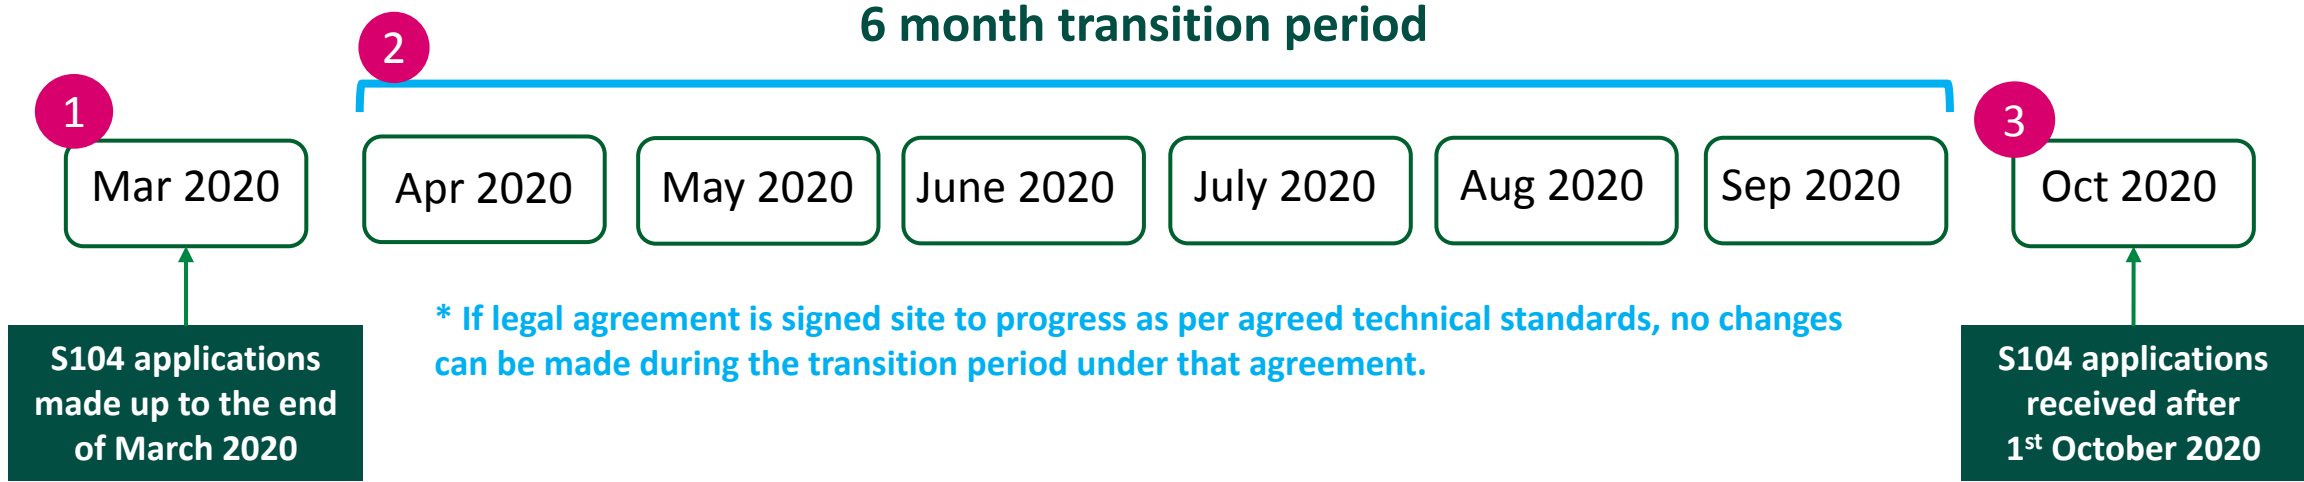 6 month transition period
2
1
3
Mar 2020
Apr 2020
May 2020
June 2020
July 2020
Aug 2020
Sep 2020
Oct 2020
* If legal agreement is signed site to progress as per agreed technical standards, no changes
can be made during the transition period under that agreement.
S104 applications
made up to the end
of March 2020
S104 applications
received after
1st October 2020